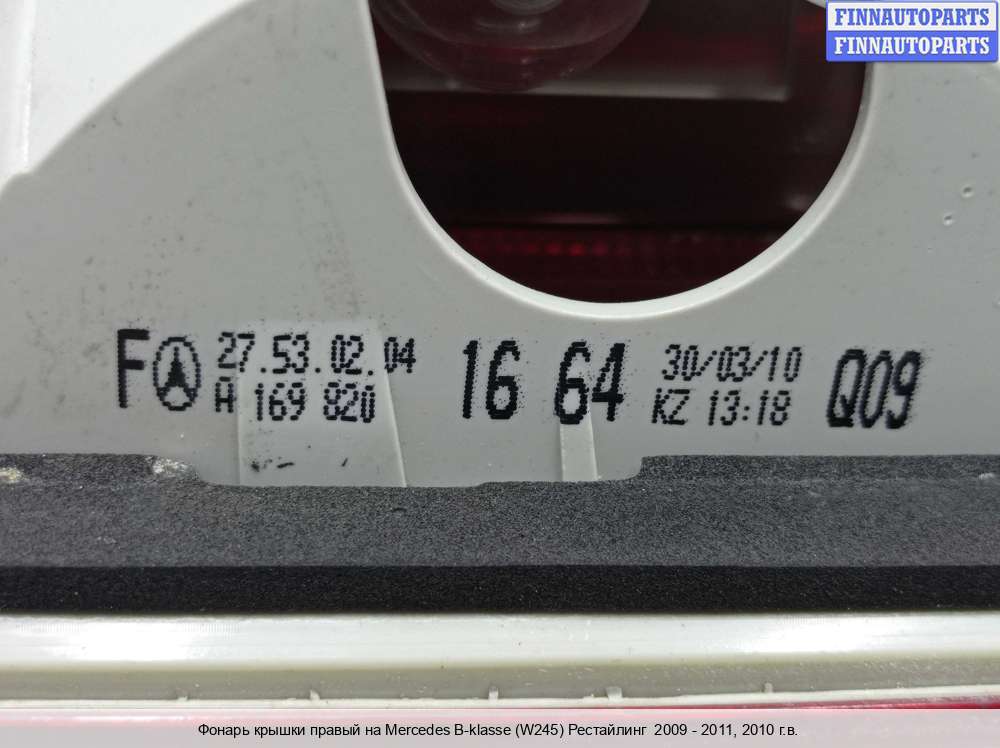 FINNAUTOPARTS
FINNAUTOPARTS
F 27.53.02.04 16 64 30/03/10 Q09
A 169 820 KZ 13:18
Фонарь крышки правый на Mercedes B-klasse (W245) Рестайлинг 2009 - 2011, 2010 г.в.